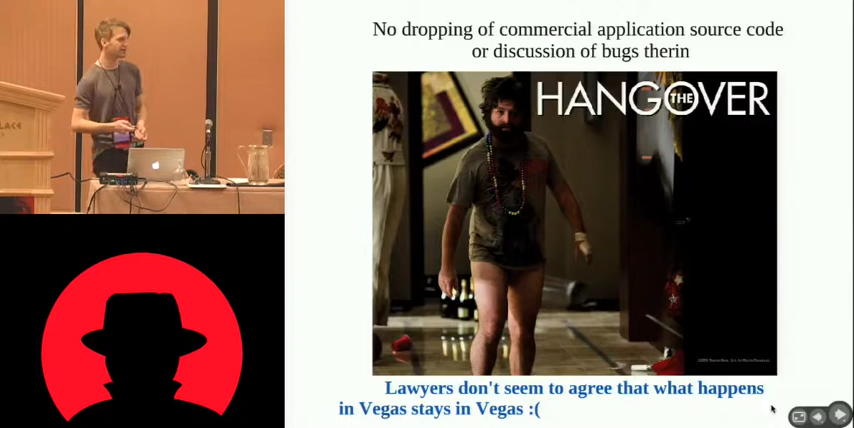 No dropping of commercial application source code
or discussion of bugs therin
THE HANGOVER
Lawyers don't seem to agree that what happens
in Vegas stays in Vegas :(
LACE